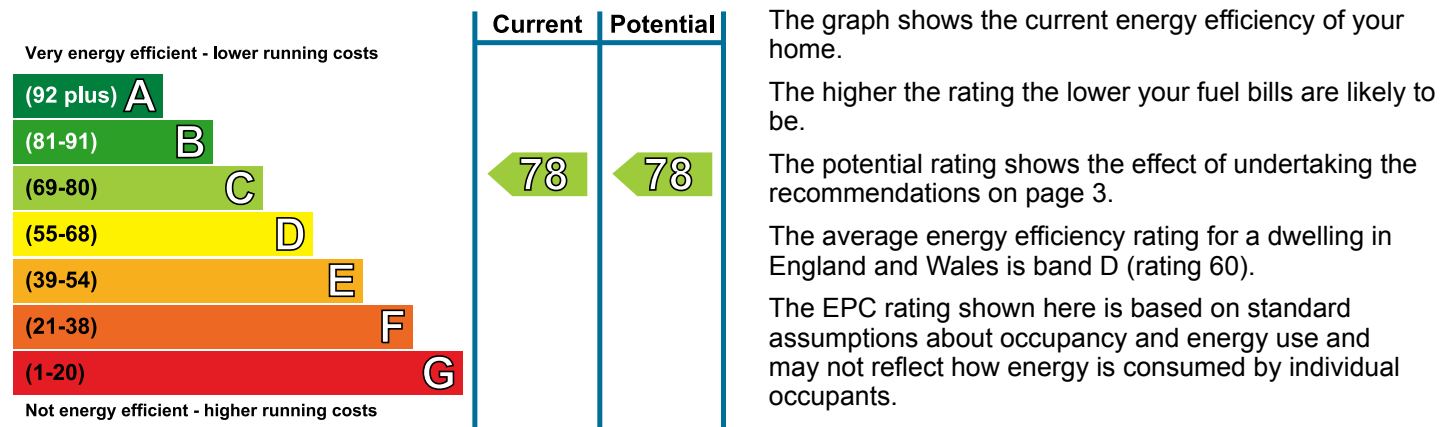 Current Potential
Very energy efficient - lower running costs
(92 plus) A
(81-91) B
(69-80) C
78 78
(55-68) D
(39-54) E
(21-38) F
(1-20) G
Not energy efficient - higher running costs
The graph shows the current energy efficiency of your
home.
The higher the rating the lower your fuel bills are likely to
be.
The potential rating shows the effect of undertaking the
recommendations on page 3.
The average energy efficiency rating for a dwelling in
England and Wales is band D (rating 60).
The EPC rating shown here is based on standard
assumptions about occupancy and energy use and
may not reflect how energy is consumed by individual
occupants.